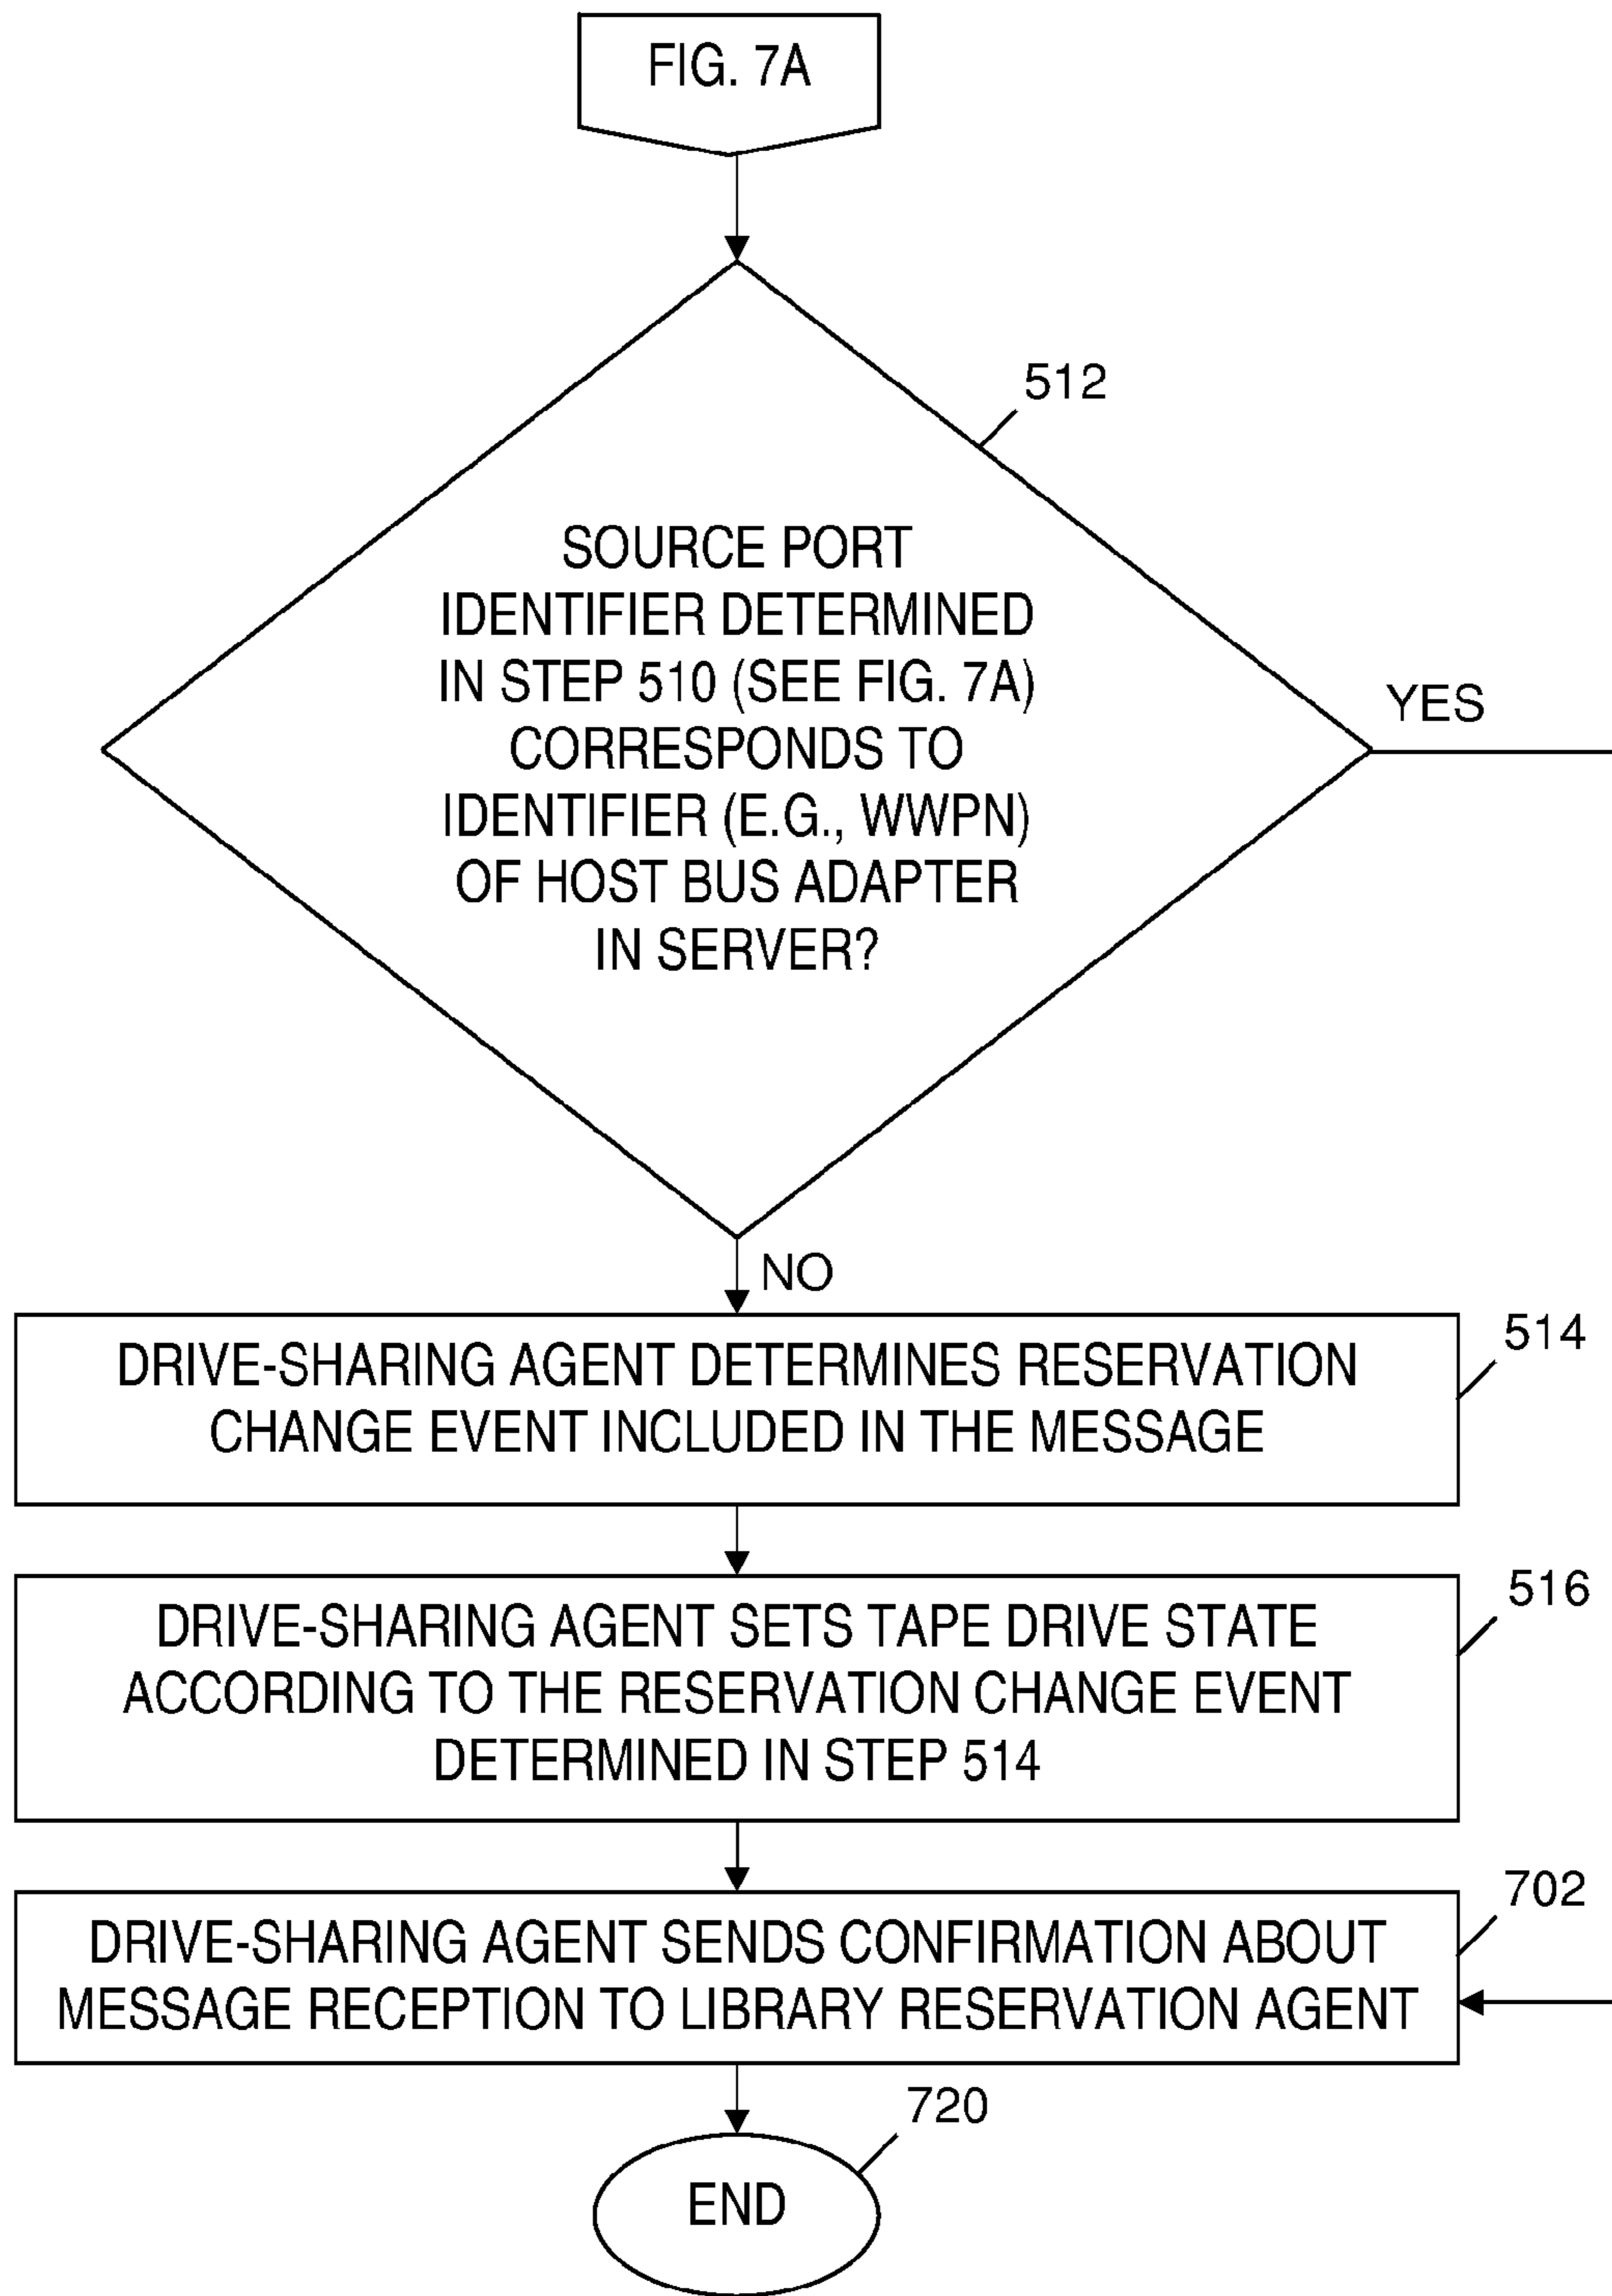 FIG. 7A
512
SOURCE PORT
IDENTIFIER DETERMINED
IN STEP 510 (SEE FIG. 7A)
CORRESPONDS TO
IDENTIFIER (E.G., WWPN)
OF HOST BUS ADAPTER
IN SERVER?
YES
NO
514
DRIVE-SHARING AGENT DETERMINES RESERVATION
CHANGE EVENT INCLUDED IN THE MESSAGE
516
DRIVE-SHARING AGENT SETS TAPE DRIVE STATE
ACCORDING TO THE RESERVATION CHANGE EVENT
DETERMINED IN STEP 514
702
DRIVE-SHARING AGENT SENDS CONFIRMATION ABOUT
MESSAGE RECEPTION TO LIBRARY RESERVATION AGENT
720
END